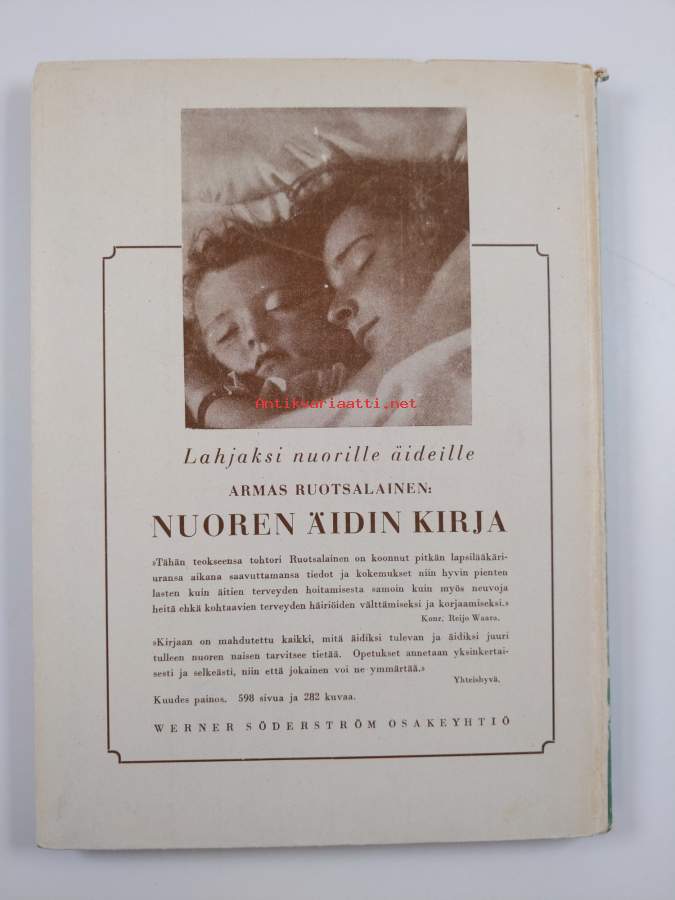 Antikvariaatti.net
Lahjaksi nuorille äideille
ARMAS RUOTSALAINEN:
NUOREN ÄIDIN KIRJA
»Tähän teokseensa tohtori Ruotsalainen on koonnut pitkän lapsilääkäri-
uransa aikana saavuttamansa tiedot ja kokemukset niin hyvin pienten
lasten kuin äitien terveyden hoitamisesta samoin kuin myös neuvoja
heitä ehkä kohtaavien terveyden häiriöiden välttämiseksi ja korjaamiseksi.»
Konr. Reijo Waara.
»Kirjaan on mahdutettu kaikki, mitä äidiksi tulevan ja äidiksi juuri
tulleen nuoren naisen tarvitsee tietää. Opetukset annetaan yksinkertai-
sesti ja selkeästi, niin että jokainen voi ne ymmärtää.»
Yhteishyvä.
Kuudes painos. 598 sivua ja 282 kuvaa.
WERNER SÖDERSTRÖM OSAKEYHTIÖ